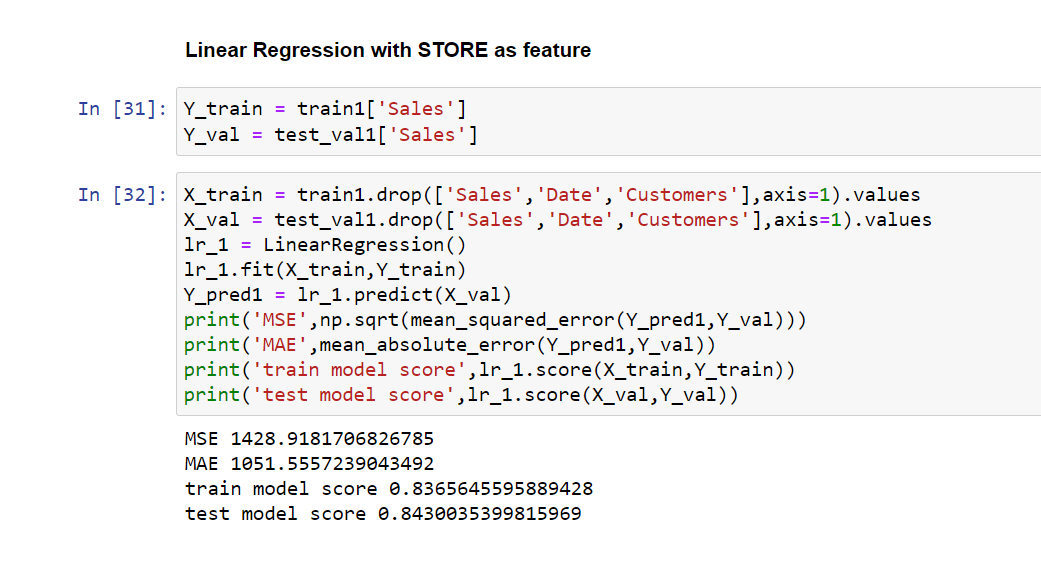 Linear Regression with STORE as feature
In [31]: Y_train = train1['Sales']
Y_val = test_val1['Sales']
In [32]: X_train = train1.drop(['Sales','Date','Customers'],axis=1).values
X_val = test_val1.drop(['Sales','Date','Customers'],axis=1).values
lr_1 = LinearRegression()
lr_1.fit(X_train,Y_train)
Y_pred1 = lr_1.predict(X_val)
print('MSE',np.sqrt(mean_squared_error(Y_pred1,Y_val)))
print('MAE',mean_absolute_error(Y_pred1,Y_val))
print('train model score',lr_1.score(X_train,Y_train))
print('test model score',lr_1.score(X_val,Y_val))
MSE 1428.9181706826785
MAE 1051.5557239043492
train model score 0.8365645595889428
test model score 0.8430035399815969